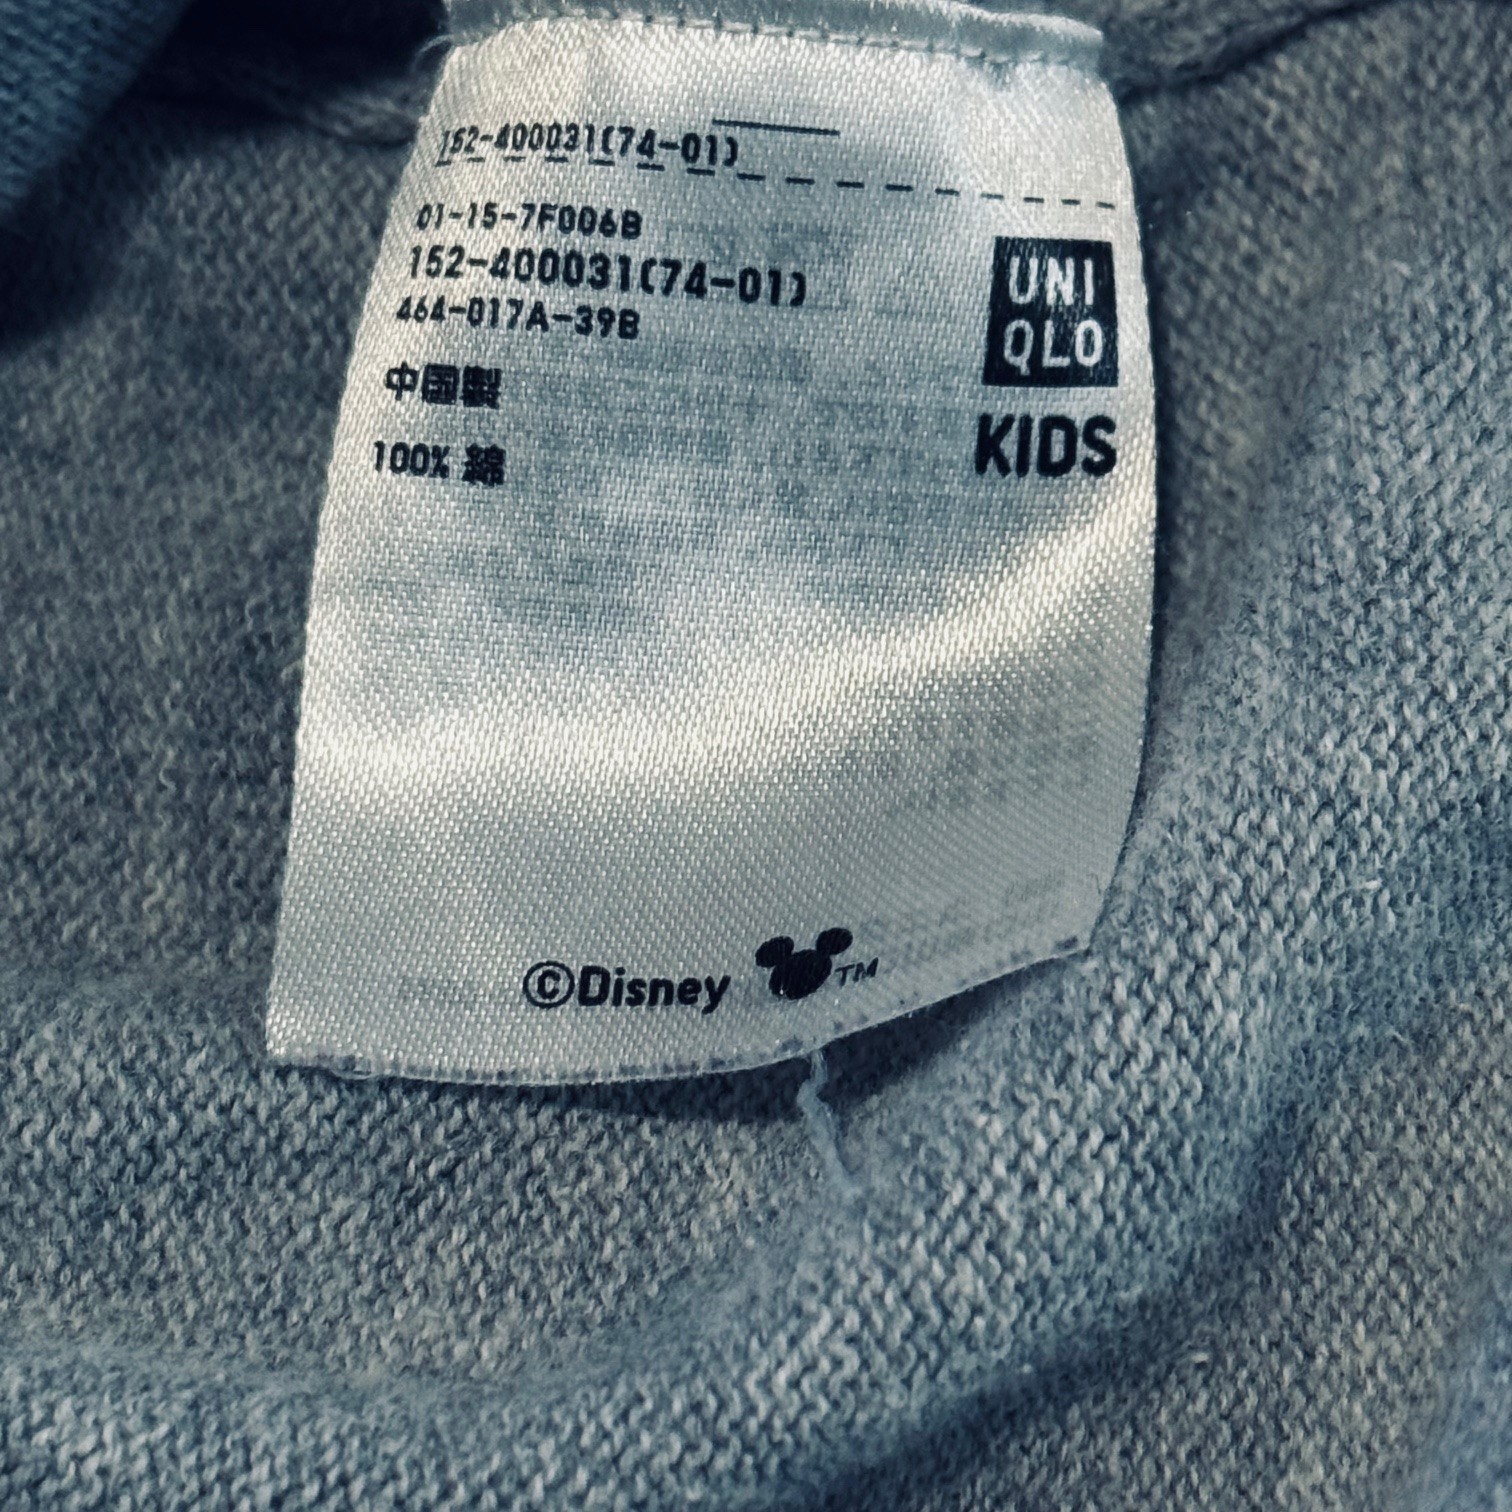 152-400031(74-01)
01-15-7F006B
152-400031(74-01)
464-017A-39B
中国製
100% 綿
UNI
QLO
KIDS
©Disney TM